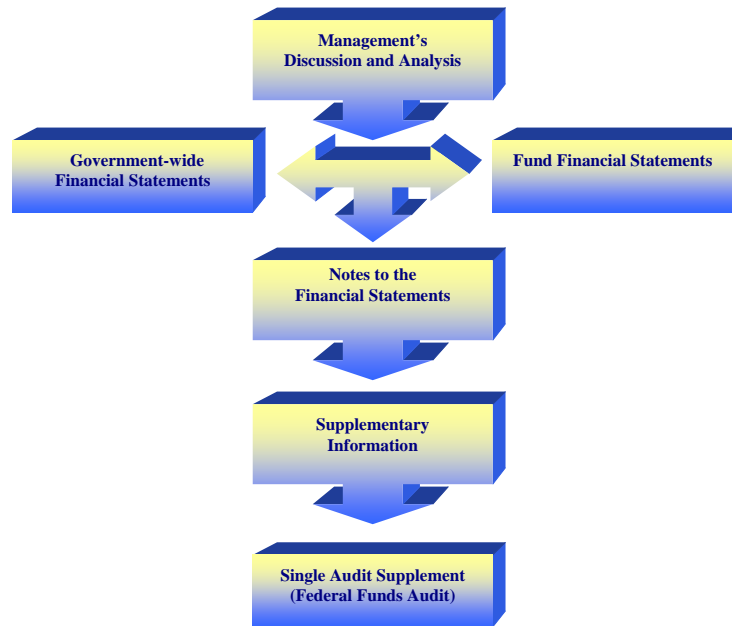 Management’s
Discussion and Analysis
Government-wide
Financial Statements
Fund Financial Statements
Notes to the
Financial Statements
Supplementary
Information
Single Audit Supplement
(Federal Funds Audit)